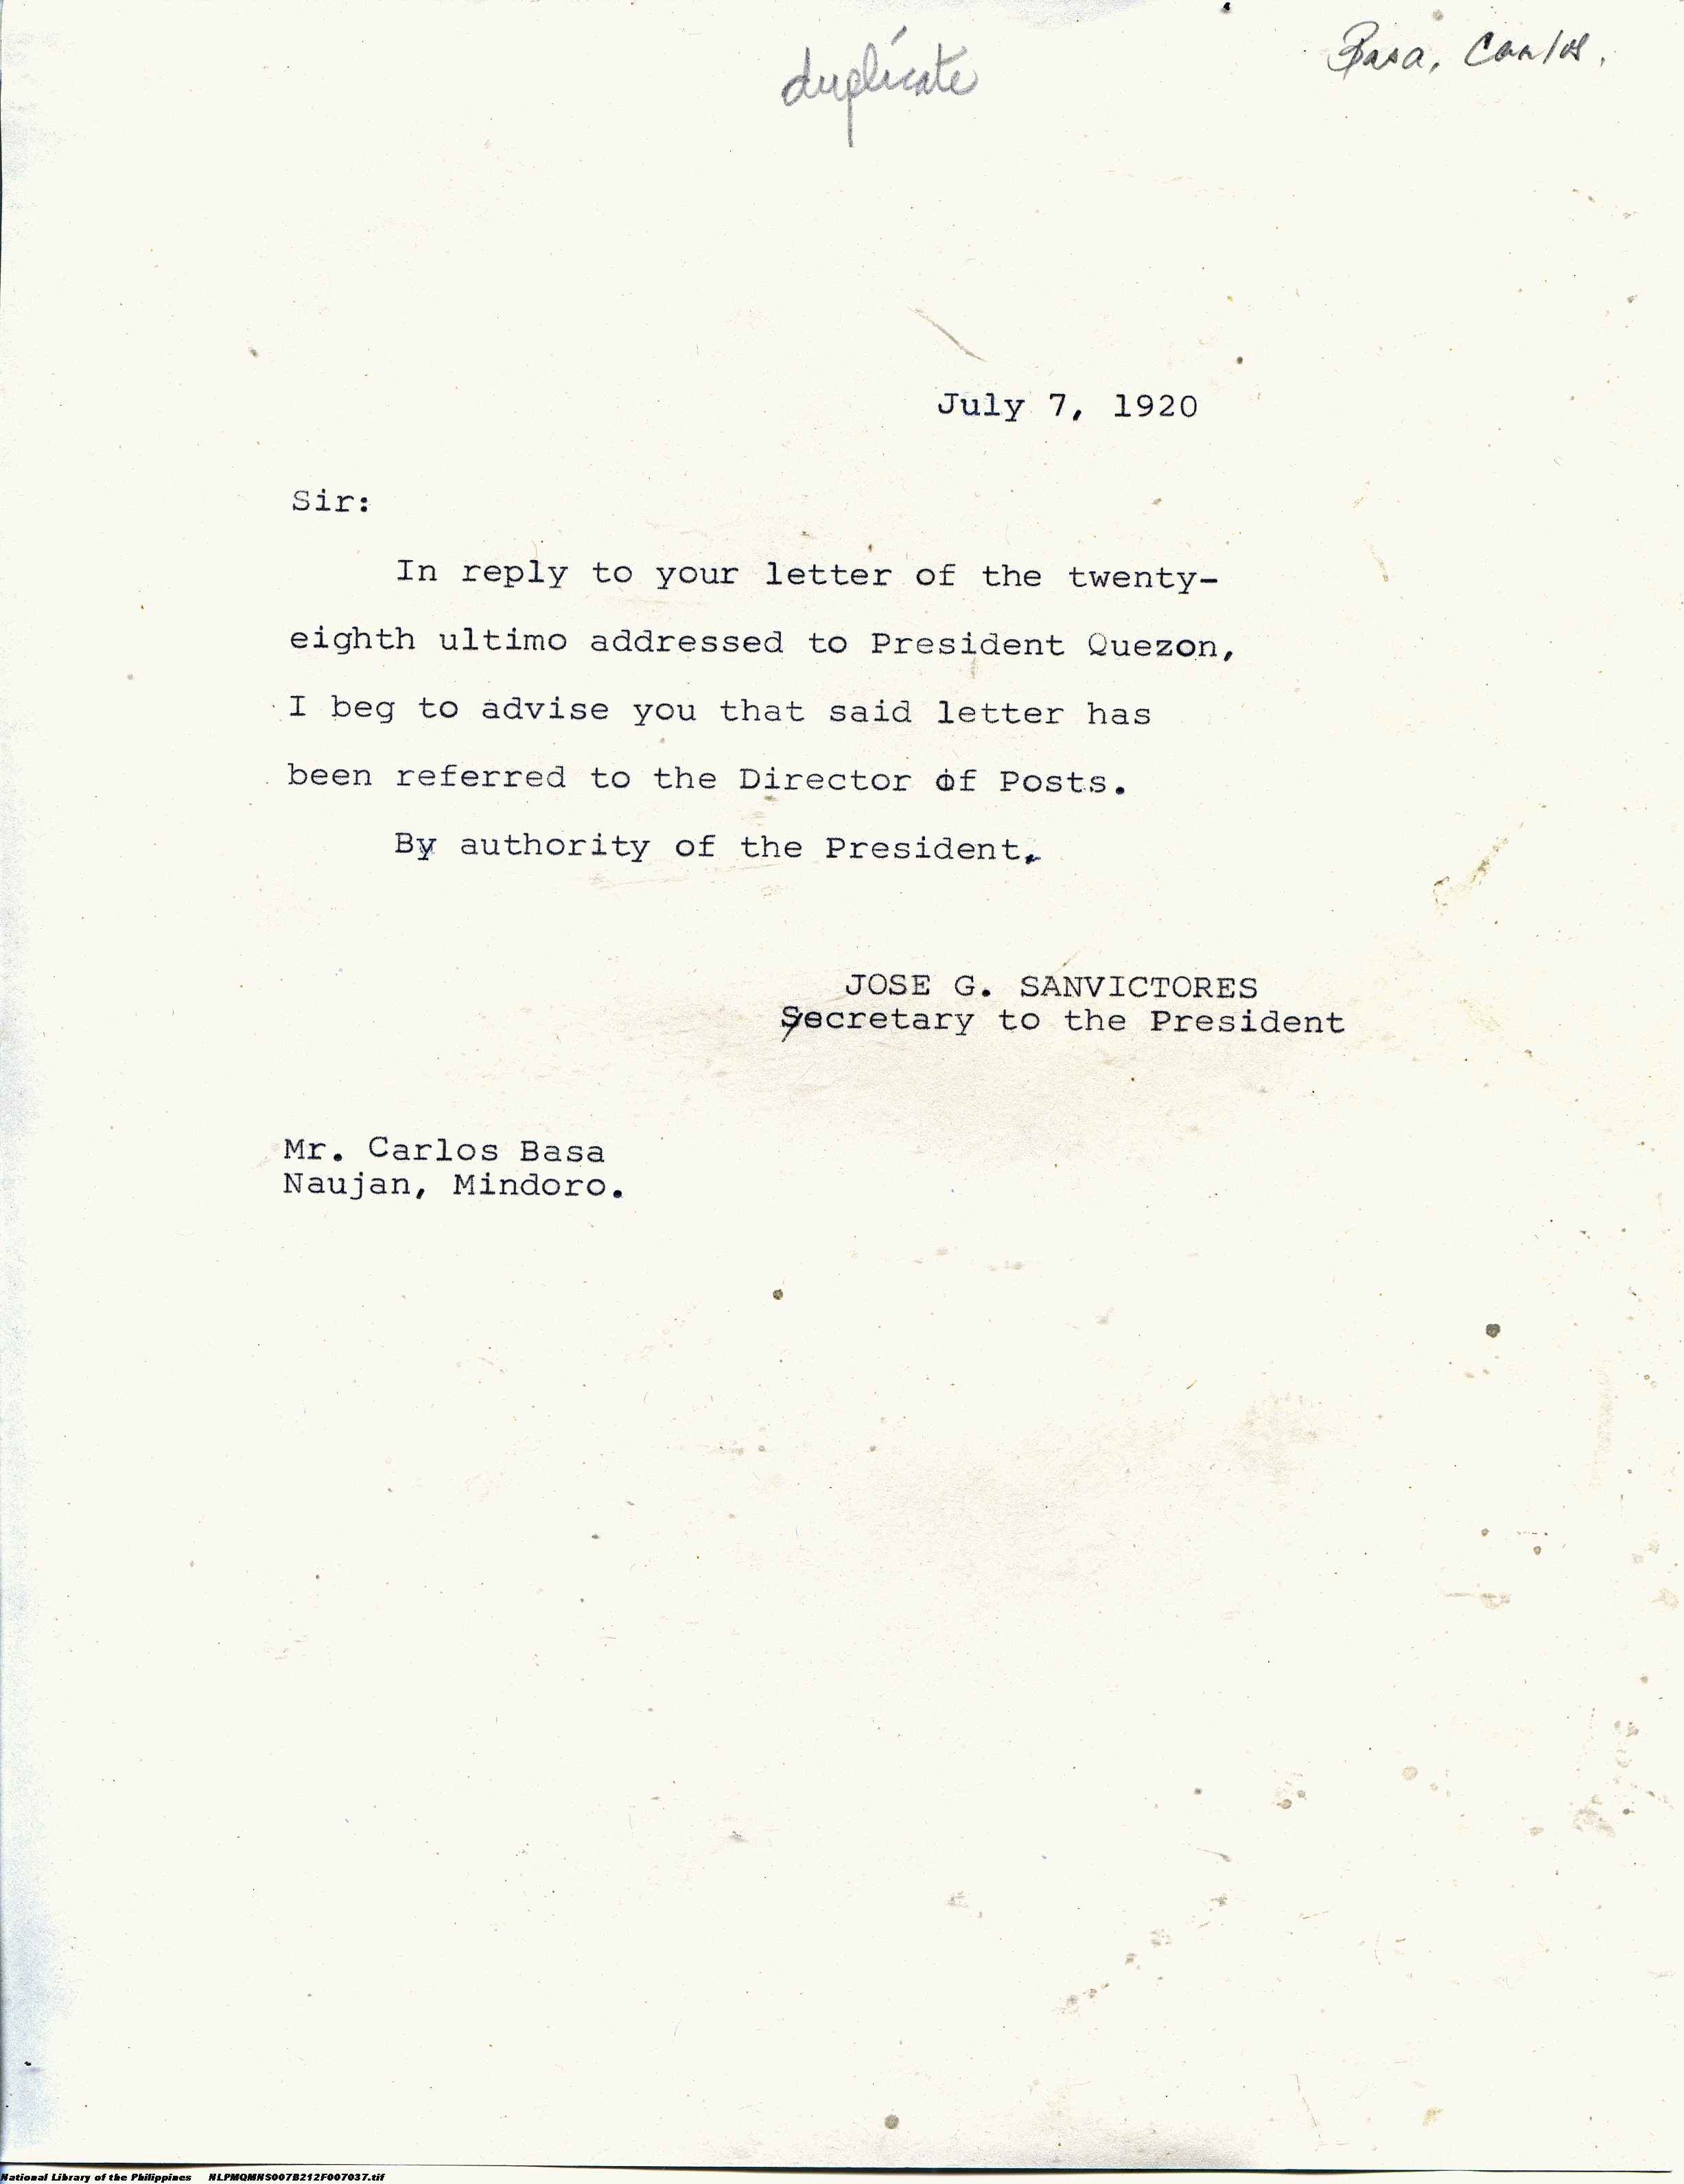 duplicate
Basa, Carlos.
July 7, 1920
Sir:
In reply to your letter of the twenty-
eighth ultimo addressed to President Quezon,
I beg to advise you that said letter has
been referred to the Director of Posts.
By authority of the President.
JOSE G. SANVICTORES
Secretary to the President
Mr. Carlos Basa
Naujan, Mindoro.
National Library of the Philippines NLPMQMNS007B212F007037.tif